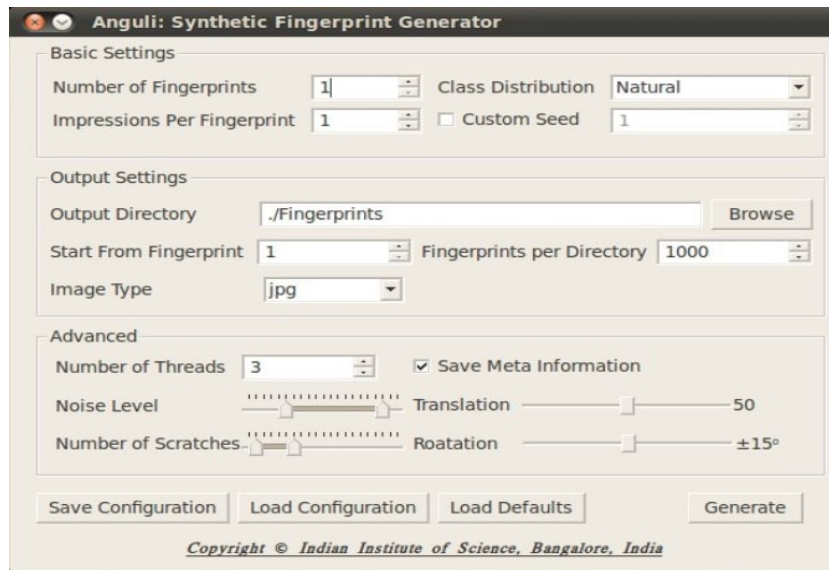 Anguli: Synthetic Fingerprint Generator
Basic Settings
Number of Fingerprints 1 Class Distribution Natural
Impressions Per Fingerprint 1 Custom Seed 1
Output Settings
Output Directory ./Fingerprints Browse
Start From Fingerprint 1 Fingerprints per Directory 1000
Image Type jpg
Advanced
Number of Threads 3 Save Meta Information
Noise Level Translation 50
Number of Scratches Roatation ±15°
Save Configuration Load Configuration Load Defaults Generate
Copyright © Indian Institute of Science, Bangalore, India